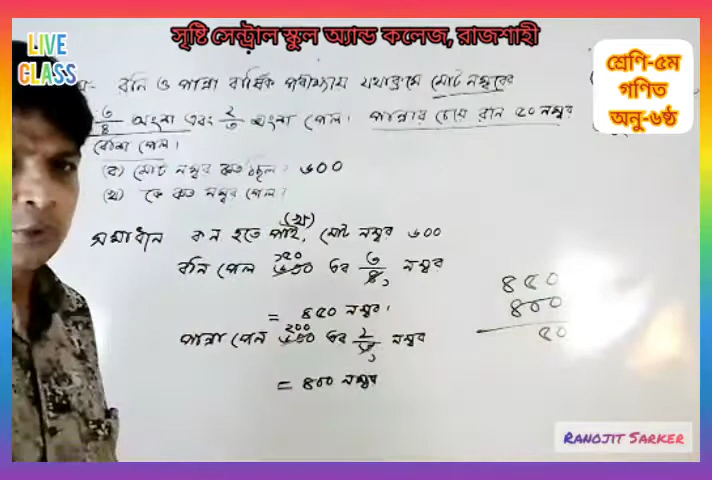 সৃষ্টি সেন্ট্রাল স্কুল অ্যান্ড কলেজ, রাজশাহী
LIVE
CLASS
শ্রেণি-৫ম
গণিত
অনু-৬ষ্ঠ
রনি ও পান্না বার্ষিক পরীক্ষায় যথাক্রমে মোট নম্বরের
৩/৪ অংশ এবং ২/৩ অংশ পেল। পান্নার চেয়ে রনি ৫০ নম্বর
বেশি পেল।
(ক) মোট নম্বর কত ছিল? ৬০০
(খ) কে কত নম্বর পেল?
(খ)
সমাধান ক হতে পাই, মোট নম্বর ৬০০
১৫০
রনি পেল ৬০০ এর ৩/৪ নম্বর
= ৪৫০ নম্বর।
২০০
পান্না পেল ৬০০ এর ২/৩ নম্বর
= ৪০০ নম্বর
৪৫০
৪০০
৫০
RANOJIT SARKER